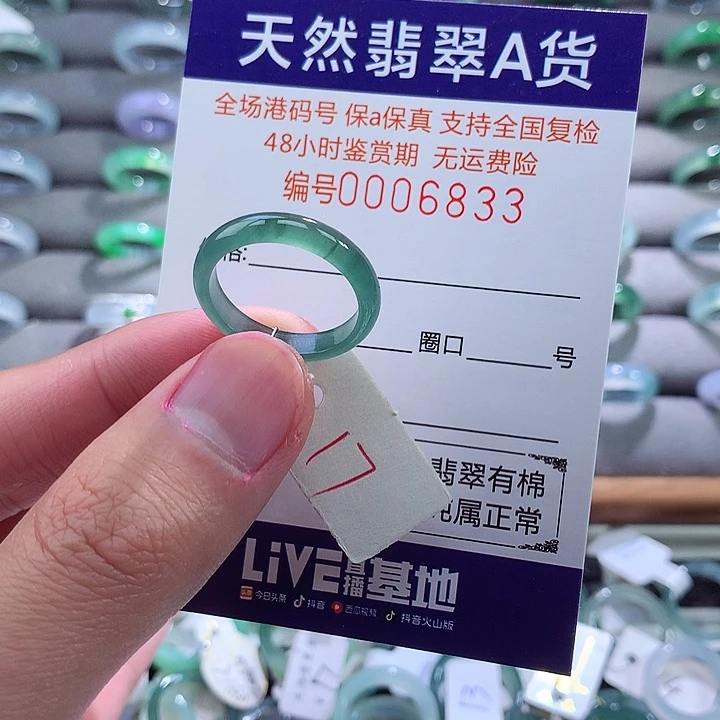 天然翡翠A货
全场港码号 保a保真 支持全国复检
48小时鉴赏期 无运费险
编号0006833
格:
圈口 号
17
翡翠有棉
属正常
LiVE直播基地
头条 今日头条 抖音 西瓜视频 抖音火山版